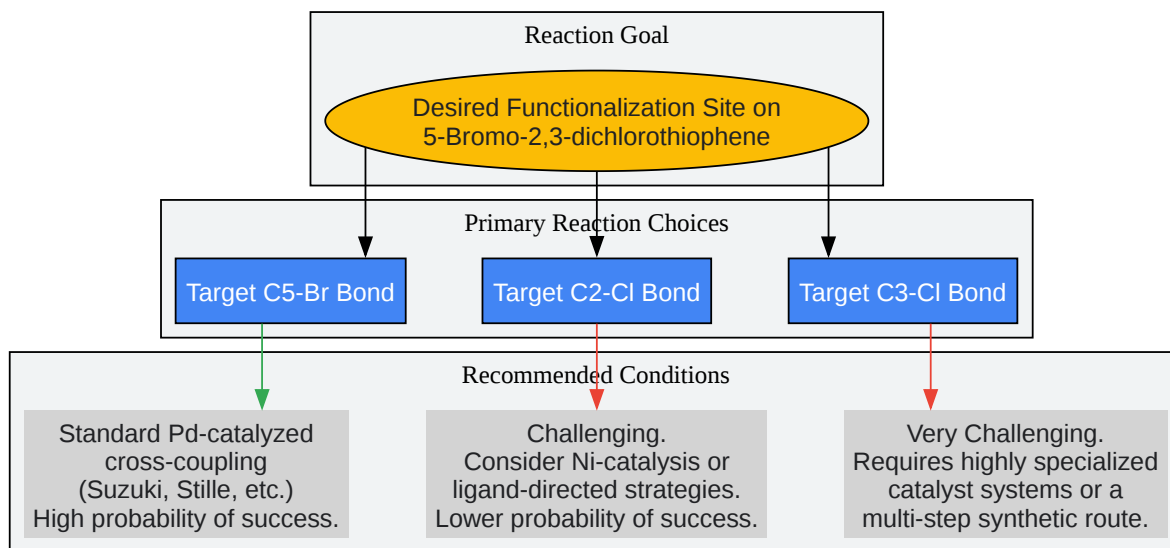 Reaction Goal
Desired Functionalization Site on
5-Bromo-2,3-dichlorothiophene
Primary Reaction Choices
Target C5-Br Bond
Target C2-Cl Bond
Target C3-Cl Bond
Recommended Conditions
Standard Pd-catalyzed
cross-coupling
(Suzuki, Stille, etc.)
High probability of success.
Challenging.
Consider Ni-catalysis or
ligand-directed strategies.
Lower probability of success.
Very Challenging.
Requires highly specialized
catalyst systems or a
multi-step synthetic route.